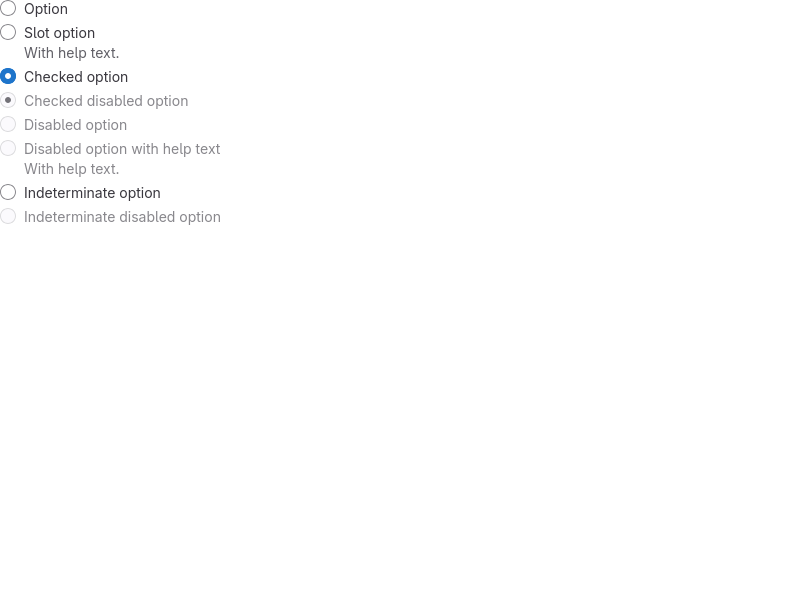 Option
Slot option
With help text.
Checked option
Checked disabled option
Disabled option
Disabled option with help text
With help text.
Indeterminate option
Indeterminate disabled option